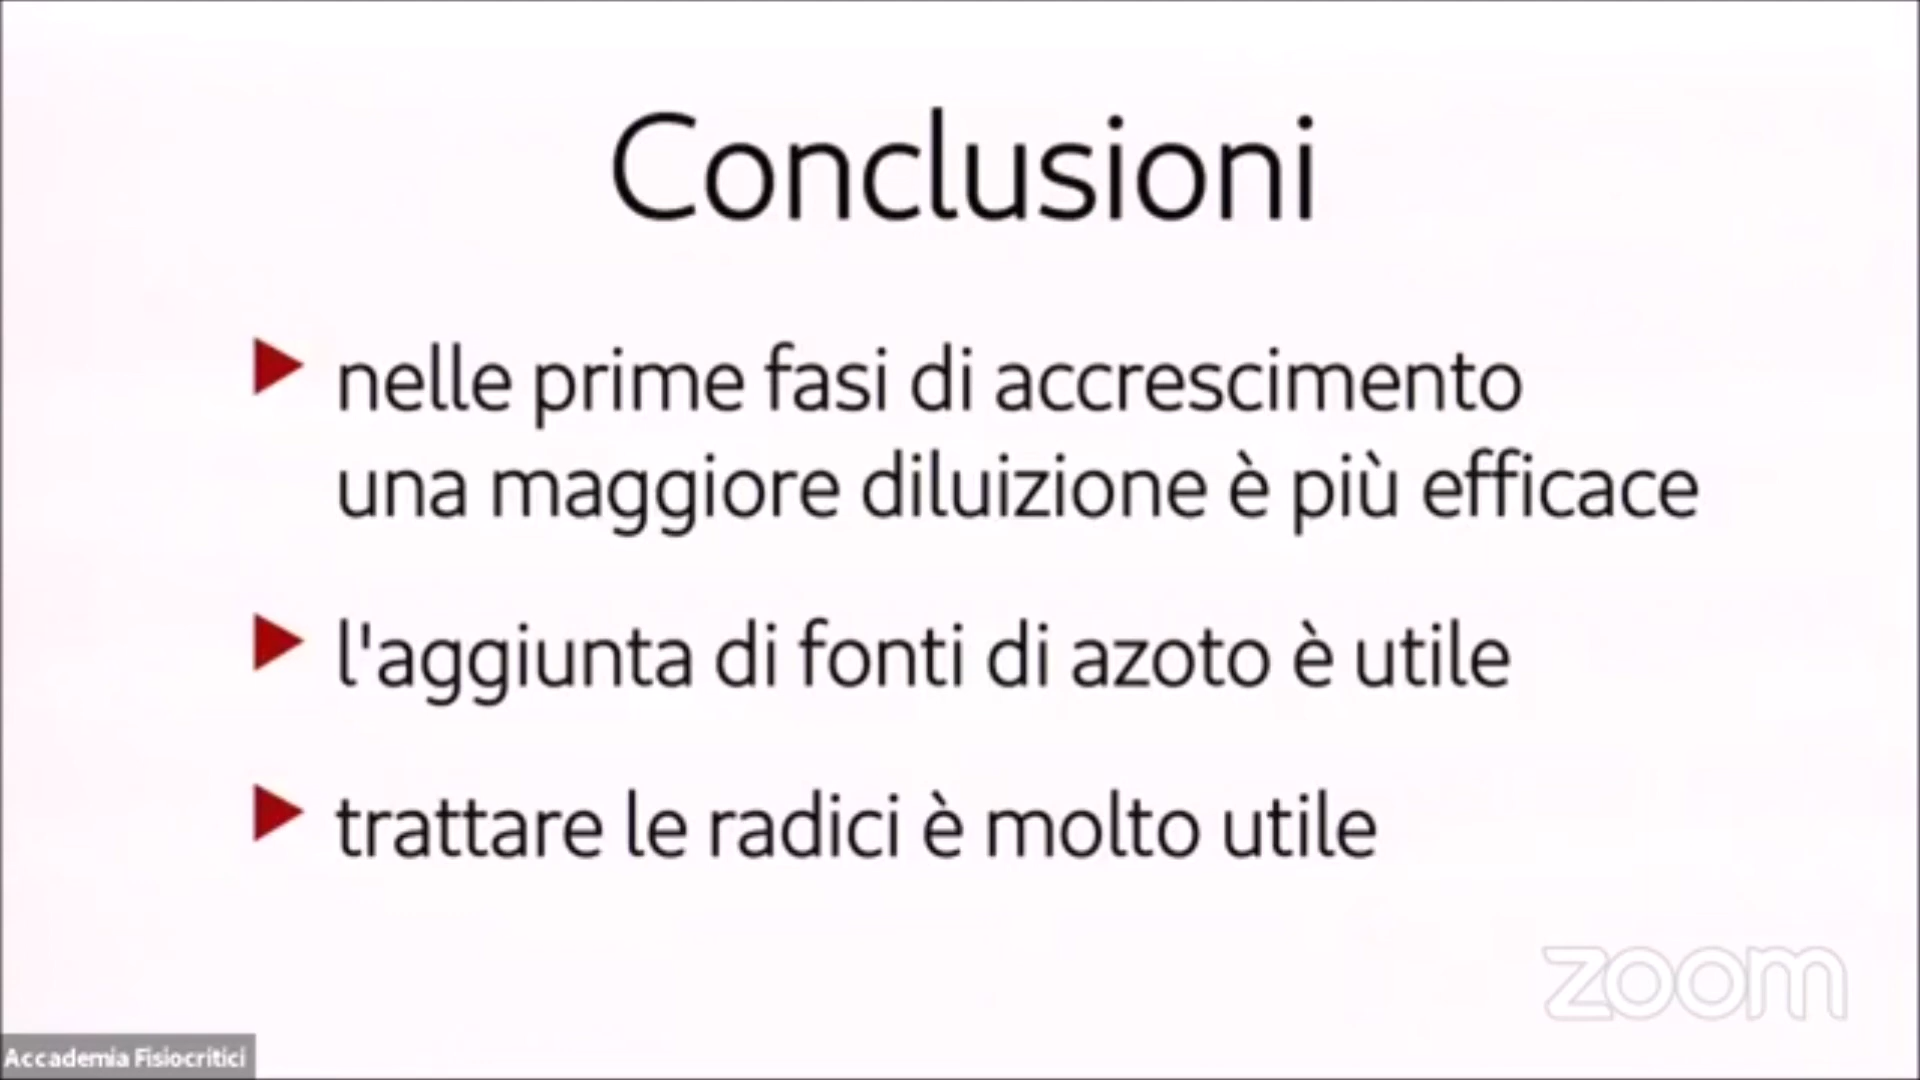 Conclusioni
nelle prime fasi di accrescimento
una maggiore diluizione è più efficace
l'aggiunta di fonti di azoto è utile
trattare le radici è molto utile
zoom
Accademia Fisiocritici